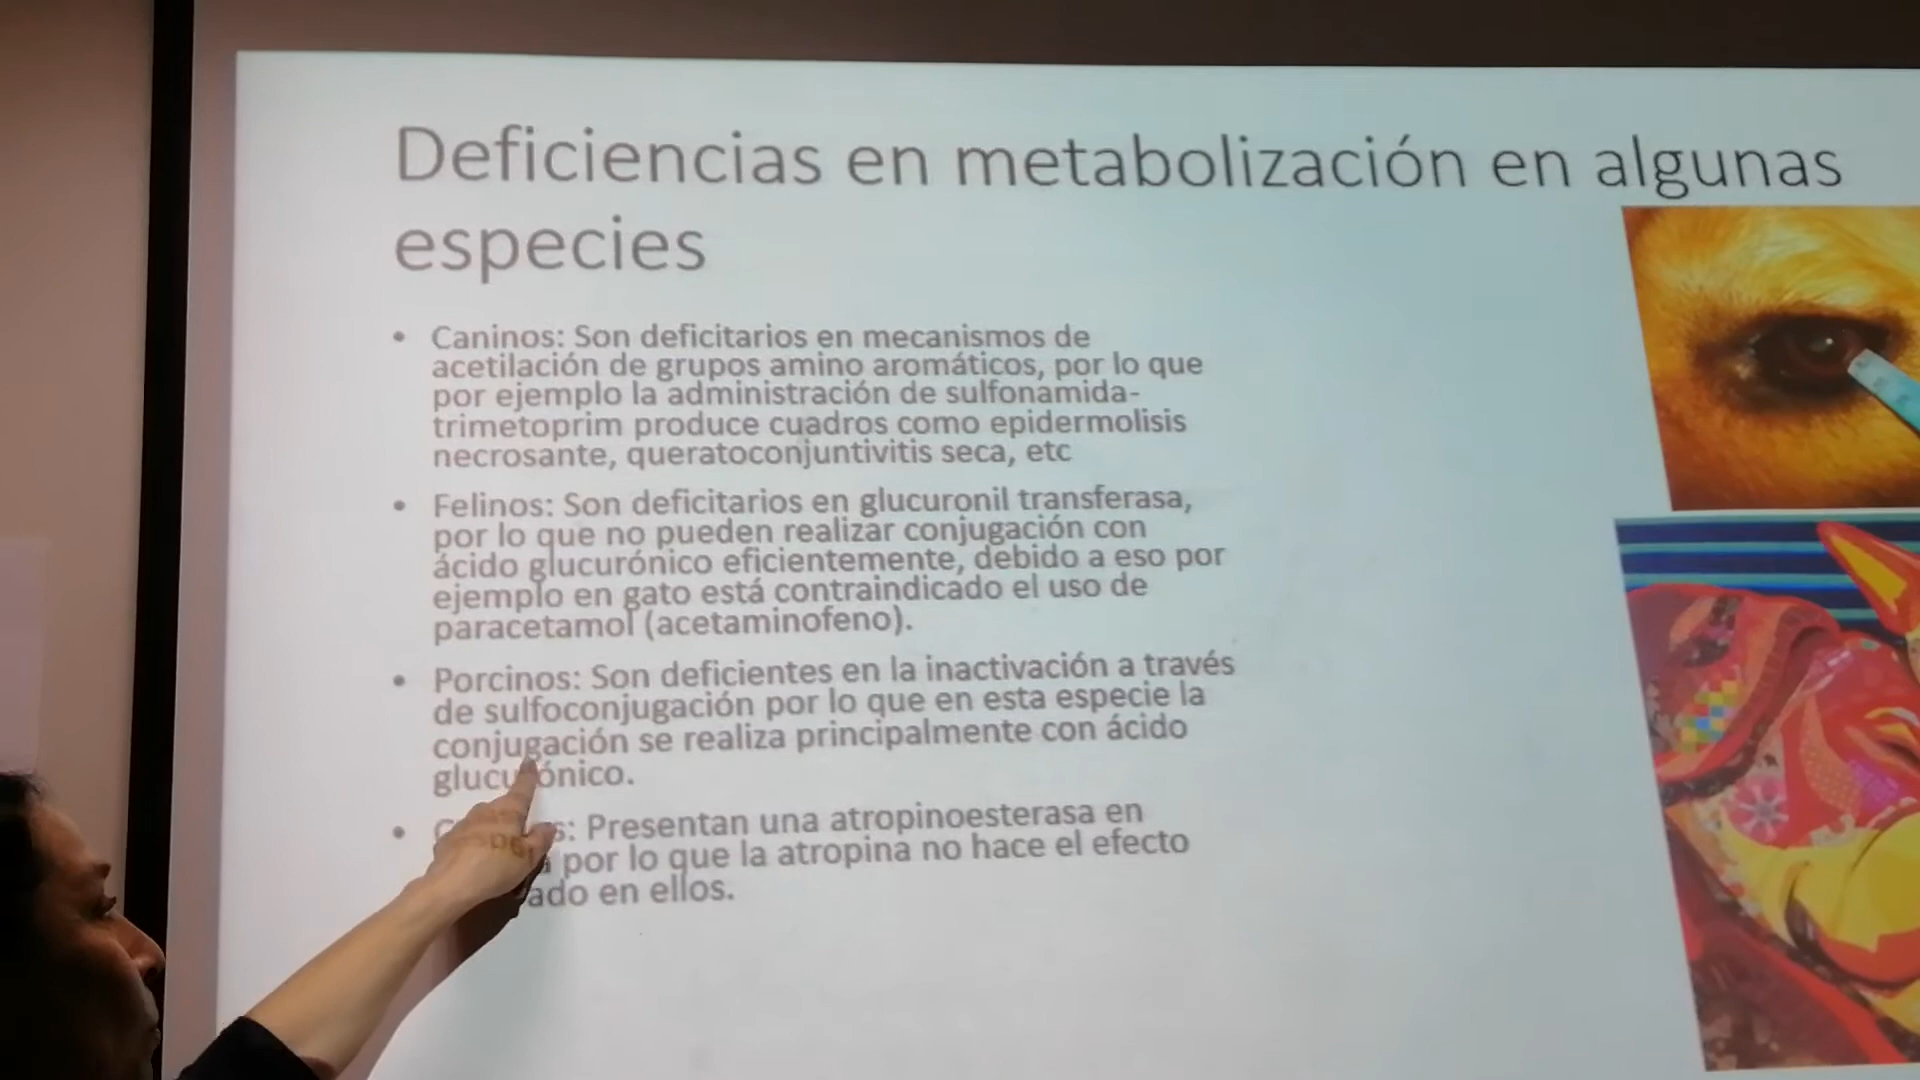 Deficiencias en metabolización en algunas
especies
• Caninos: Son deficitarios en mecanismos de
acetilación de grupos amino aromáticos, por lo que
por ejemplo la administración de sulfonamida-
trimetoprim produce cuadros como epidermolisis
necrosante, queratoconjuntivitis seca, etc
• Felinos: Son deficitarios en glucuronil transferasa,
por lo que no pueden realizar conjugación con
ácido glucurónico eficientemente, debido a eso por
ejemplo en gato está contraindicado el uso de
paracetamol (acetaminofeno).
• Porcinos: Son deficientes en la inactivación a través
de sulfoconjugación por lo que en esta especie la
conjugación se realiza principalmente con ácido
glucurónico.
• Presentan una atropinoesterasa en
por lo que la atropina no hace el efecto
en ellos.